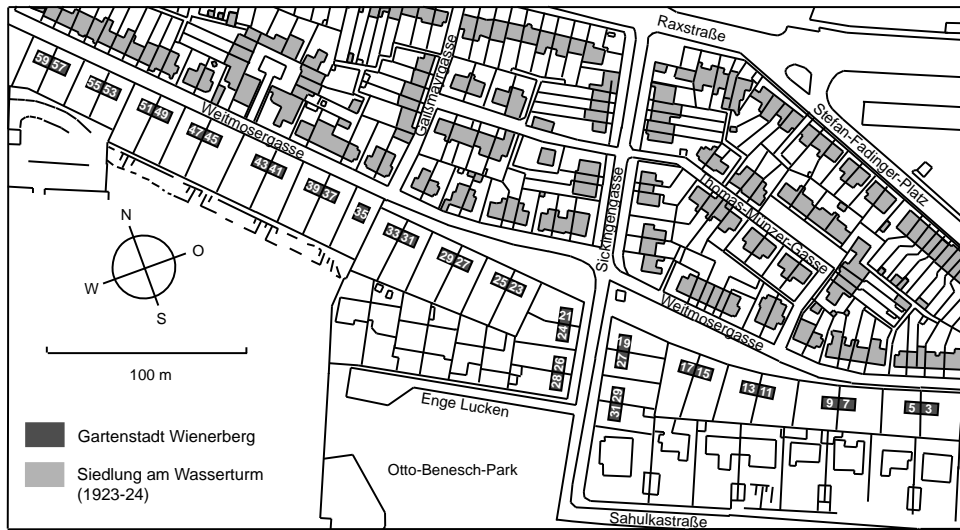 Raxstraße
Stefan-Fadinger-Platz
Gaißmayrgasse
Weitmosergasse
Sickingengasse
Thomas-Münzer-Gasse
Weitmosergasse
59 57
55 53
51 49
47 45
43 41
39 37
35
33 31
29 27
25 23
21
24
26
28
19
27
29
31
17 15
13 11
9 7
5 3
N
O
W
S
100 m
Enge Lucken
Gartenstadt Wienerberg
Siedlung am Wasserturm
(1923-24)
Otto-Benesch-Park
Sahulkastraße